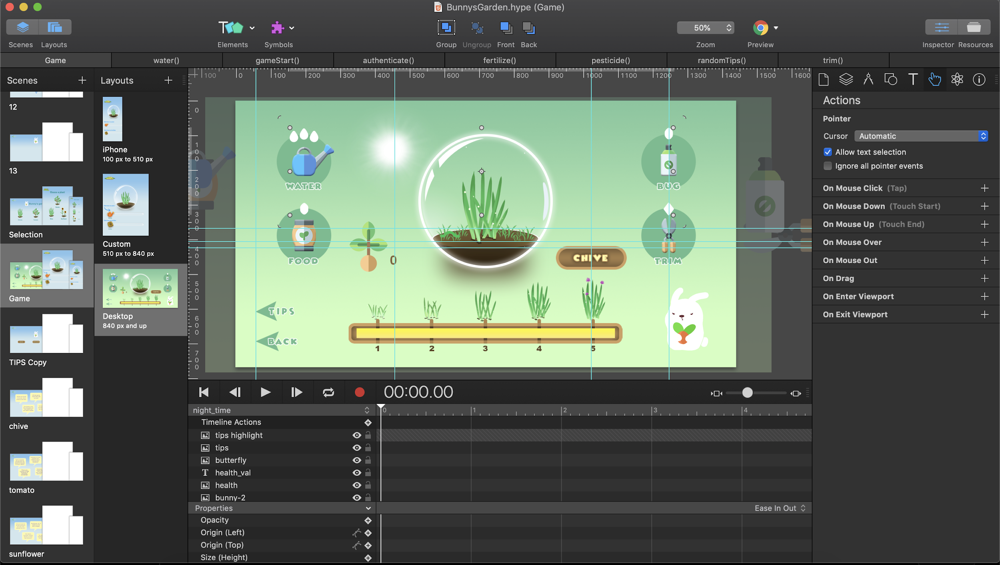 BunnysGarden.hype (Game)
Scenes Layouts
Elements Symbols
Group Ungroup Front Back
50%
Zoom
Preview
Inspector Resources
Game water() gameStart() authenticate() fertilize() pesticide() randomTips() trim()
Scenes
12
13
Selection
Game
TIPS Copy
chive
tomato
sunflower
Layouts
iPhone
100 px to 510 px
Custom
510 px to 840 px
Desktop
840 px and up
100 0 100 200 300 400 500 600 700 800 900 1000 1100 1200 1300 1400 1500 1600
0
100
200
300
400
500
600
700
WATER
BUG
FOOD
0
CHIVE
TRIM
TIPS
BACK
1 2 3 4 5
00:00.00
night_time
0 1 2 3 4
Timeline Actions
tips highlight
tips
butterfly
health_val
health
bunny-2
Properties
Ease In Out
Opacity
Origin (Left)
Origin (Top)
Size (Height)
Actions
Pointer
Cursor Automatic
Allow text selection
Ignore all pointer events
On Mouse Click (Tap)
On Mouse Down (Touch Start)
On Mouse Up (Touch End)
On Mouse Over
On Mouse Out
On Drag
On Enter Viewport
On Exit Viewport